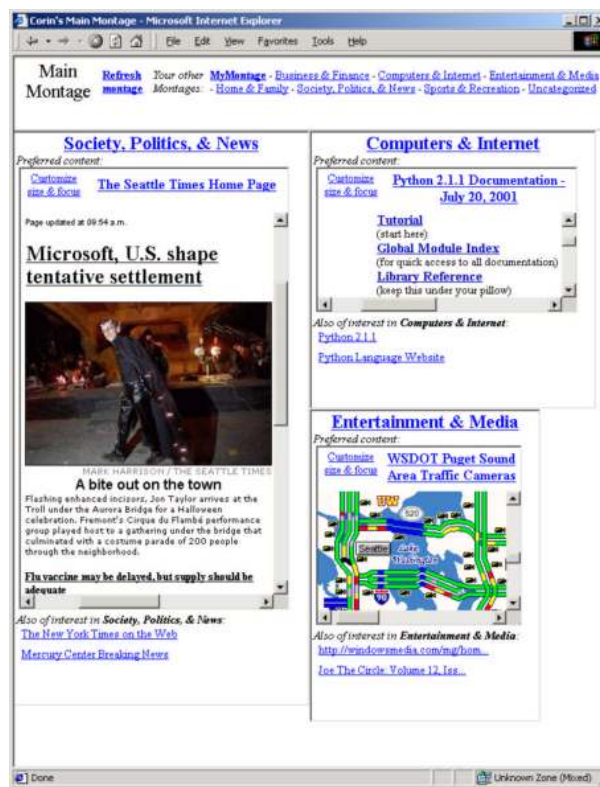 Corin's Main Montage - Microsoft Internet Explorer
File Edit View Favorites Tools Help
Main Montage
Refresh montage
Your other MyMontage - Business & Finance - Computers & Internet - Entertainment & Media
Montages: - Home & Family - Society, Politics, & News - Sports & Recreation - Uncategorized
Society, Politics, & News
Preferred content:
Customize size & focus
The Seattle Times Home Page
Page updated at 09:54 a.m.
Microsoft, U.S. shape
tentative settlement
MARK HARRISON / THE SEATTLE TIMES
A bite out on the town
Flashing enhanced incisors, Jon Taylor arrives at the
Troll under the Aurora Bridge for a Halloween
celebration. Fremont's Cirque du Flambé performance
group played host to a gathering under the bridge that
culminated with a costume parade of 200 people
through the neighborhood.
Flu vaccine may be delayed, but supply should be
adequate
Also of interest in Society, Politics, & News:
The New York Times on the Web
Mercury Center Breaking News
Computers & Internet
Preferred content:
Customize size & focus
Python 2.1.1 Documentation -
July 20, 2001
Tutorial
(start here)
Global Module Index
(for quick access to all documentation)
Library Reference
(keep this under your pillow)
Also of interest in Computers & Internet:
Python 2.1.1
Python Language Website
Entertainment & Media
Preferred content:
Customize size & focus
WSDOT Puget Sound
Area Traffic Cameras
UW
520
Seattle
Lake
Washington
90
Also of interest in Entertainment & Media:
http://windowsmedia.com/mg/hom...
Joe The Circle: Volume 12, Iss...
Done
Unknown Zone (Mixed)